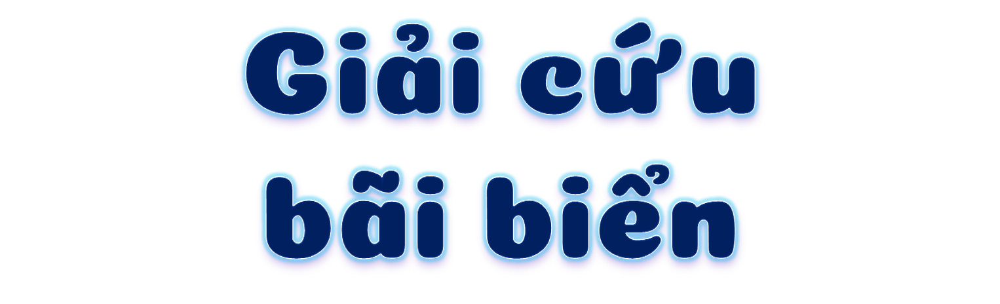 Giải cứu
bãi biển